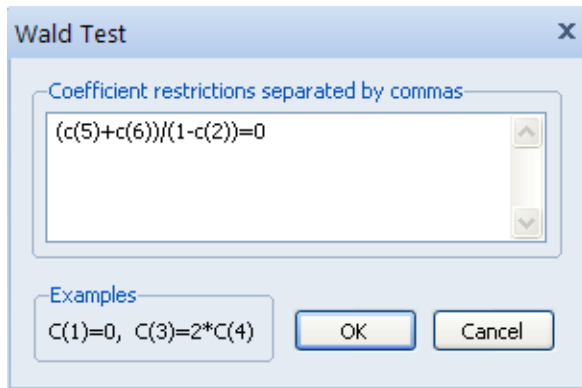 Wald Test
x
Coefficient restrictions separated by commas
(c(5)+c(6))/(1-c(2))=0
Examples
C(1)=0, C(3)=2*C(4)
OK
Cancel